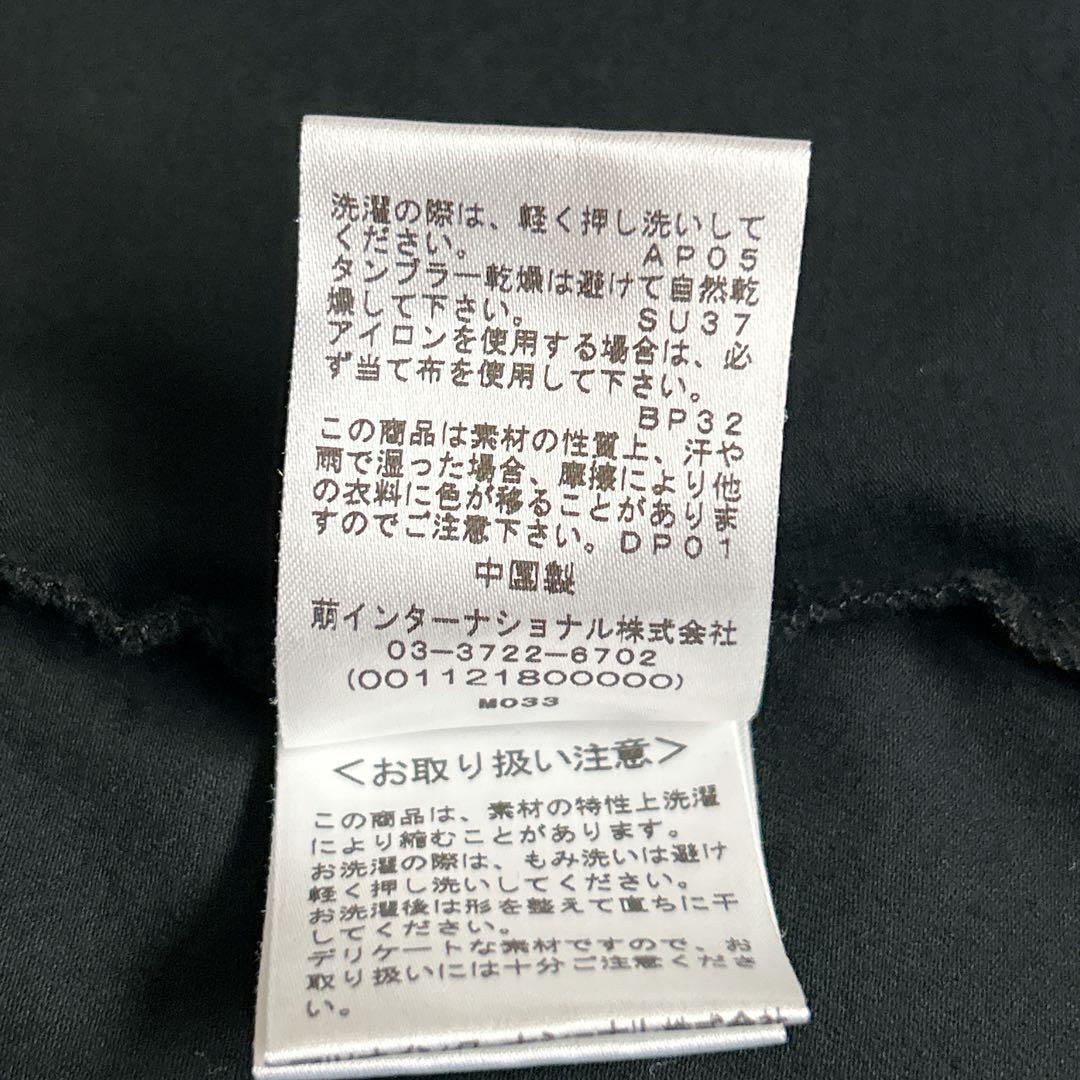 洗濯の際は、軽く押し洗いして
ください。 AP05
タンブラー乾燥は避けて自然乾
燥して下さい。 SU37
アイロンを使用する場合は、必
ず当て布を使用して下さい。
BP32
この商品は素材の性質上、汗や
雨で湿った場合、摩擦により他
の衣料に色が移ることがありま
すのでご注意下さい。DP01
中国製
萌インターナショナル株式会社
03-3722-6702
(001121800000)
M033
＜お取り扱い注意＞
この商品は、素材の特性上洗濯
により縮むことがあります。
お洗濯の際は、もみ洗いは避け
軽く押し洗いしてください。
お洗濯後は形を整えて直ちに干
してください。
デリケートな素材ですので、お
取り扱いには十分ご注意くださ
い。